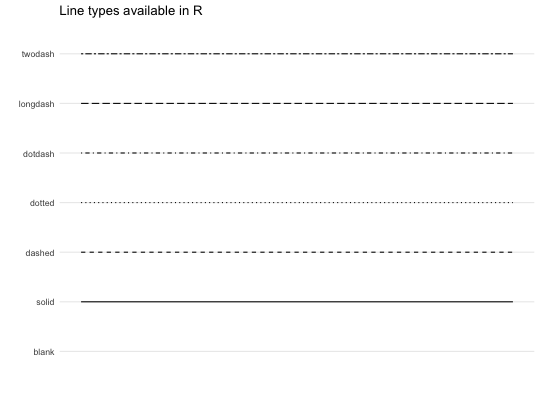 Line types available in R
twodash
longdash
dotdash
dotted
dashed
solid
blank